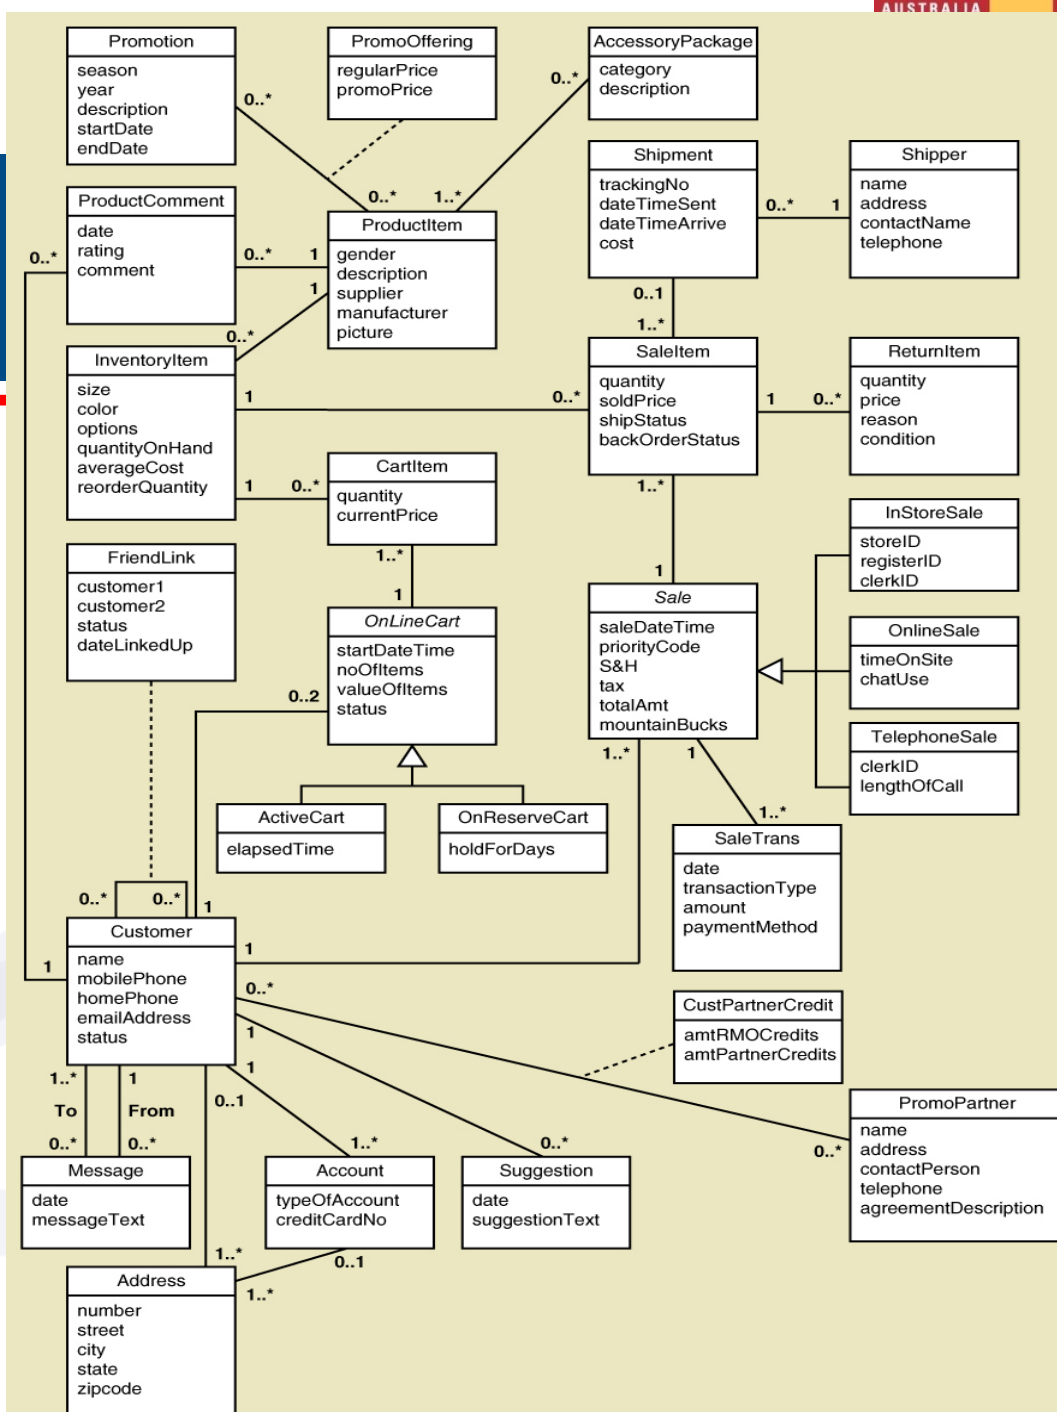 AUSTRALIA
Promotion
season
year
description
startDate
endDate
0..*
PromoOffering
regularPrice
promoPrice
AccessoryPackage
category
description
0..*
0..*
1..*
Shipment
trackingNo
dateTimeSent
dateTimeArrive
cost
0..*
1
Shipper
name
address
contactName
telephone
ProductComment
date
rating
comment
0..*
0..*
1
ProductItem
gender
description
supplier
manufacturer
picture
1
0..*
0..1
1..*
InventoryItem
size
color
options
quantityOnHand
averageCost
reorderQuantity
1
0..*
SaleItem
quantity
soldPrice
shipStatus
backOrderStatus
1
0..*
ReturnItem
quantity
price
reason
condition
1
0..*
CartItem
quantity
currentPrice
1..*
1
1..*
1
FriendLink
customer1
customer2
status
dateLinkedUp
OnLineCart
startDateTime
noOfItems
valueOfItems
status
0..2
Sale
saleDateTime
priorityCode
S&H
tax
totalAmt
mountainBucks
InStoreSale
storeID
registerID
clerkID
OnlineSale
timeOnSite
chatUse
TelephoneSale
clerkID
lengthOfCall
1..*
1
1..*
ActiveCart
elapsedTime
OnReserveCart
holdForDays
SaleTrans
date
transactionType
amount
paymentMethod
0..*
0..*
1
Customer
name
mobilePhone
homePhone
emailAddress
status
1
1
0..*
1
1
0..1
CustPartnerCredit
amtRMOCredits
amtPartnerCredits
PromoPartner
name
address
contactPerson
telephone
agreementDescription
0..*
1..*
1
To
From
0..*
0..*
1..*
0..*
Message
date
messageText
Account
typeOfAccount
creditCardNo
Suggestion
date
suggestionText
1..*
0..1
1..*
Address
number
street
city
state
zipcode